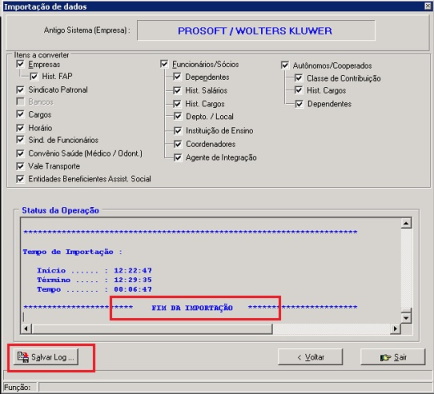 Importação de dados
Antigo Sistema (Empresa) : PROSOFT / WOLTERS KLUWER
Itens a converter
Empresas
Hist. FAP
Sindicato Patronal
Bancos
Cargos
Horário
Sind. de Funcionários
Convênio Saúde (Médico / Odont.)
Vale Transporte
Entidades Beneficientes Assist. Social
Funcionários/Sócios
Dependentes
Hist. Salários
Hist. Cargos
Depto. / Local
Instituição de Ensino
Coordenadores
Agente de Integração
Autônomos/Cooperados
Classe de Contribuição
Hist. Cargos
Dependentes
Status da Operação
Tempo de Importação :
Inicio ...... : 12:22:47
Término ..... : 12:29:35
Tempo ....... : 00:06:47
FIM DA IMPORTAÇÃO
Salvar Log ...
< Voltar
Sair
Função: